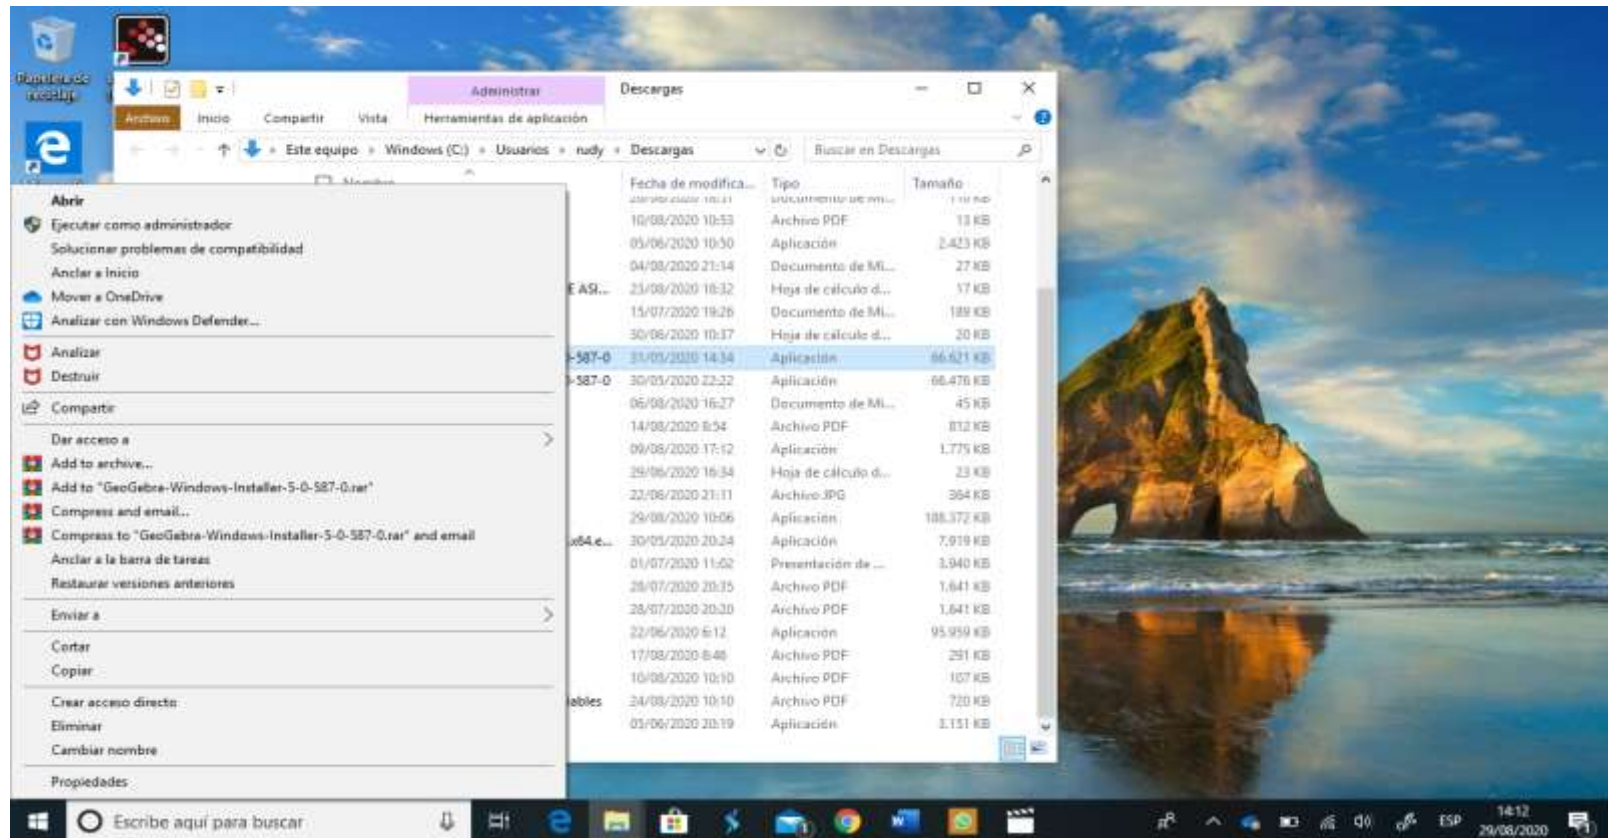 Papelera de
reciclaje
Administrar
Descargas
Archivo
Inicio
Compartir
Vista
Herramientas de aplicación
Este equipo
Windows (C:)
Usuarios
rudy
Descargas
Buscar en Descargas
Nombre
Fecha de modifica...
Tipo
Tamaño
10/08/2020 10:53 Archivo PDF 13 KB
05/06/2020 10:50 Aplicación 2.423 KB
04/08/2020 21:14 Documento de Mi... 27 KB
E ASI... 23/08/2020 18:32 Hoja de cálculo d... 17 KB
15/07/2020 19:26 Documento de Mi... 189 KB
30/06/2020 10:37 Hoja de cálculo d... 20 KB
0-587-0 31/05/2020 14:34 Aplicación 66.621 KB
0-587-0 30/05/2020 22:22 Aplicación 66.476 KB
06/08/2020 16:27 Documento de Mi... 45 KB
14/08/2020 8:54 Archivo PDF 812 KB
09/08/2020 17:12 Aplicación 1.775 KB
29/06/2020 16:34 Hoja de cálculo d... 23 KB
22/06/2020 21:11 Archivo JPG 364 KB
29/08/2020 10:06 Aplicación 188.372 KB
.x64.e... 30/05/2020 20:24 Aplicación 7.919 KB
01/07/2020 11:02 Presentación de ... 3.940 KB
28/07/2020 20:35 Archivo PDF 1.641 KB
28/07/2020 20:20 Archivo PDF 1.641 KB
22/06/2020 6:12 Aplicación 95.959 KB
17/08/2020 8:46 Archivo PDF 291 KB
10/08/2020 10:10 Archivo PDF 107 KB
iables 24/08/2020 10:10 Archivo PDF 720 KB
05/06/2020 20:19 Aplicación 3.151 KB
Abrir
Ejecutar como administrador
Solucionar problemas de compatibilidad
Anclar a Inicio
Mover a OneDrive
Analizar con Windows Defender...
Analizar
Destruir
Compartir
Dar acceso a
Add to archive...
Add to "GeoGebra-Windows-Installer-5-0-587-0.rar"
Compress and email...
Compress to "GeoGebra-Windows-Installer-5-0-587-0.rar" and email
Anclar a la barra de tareas
Restaurar versiones anteriores
Enviar a
Cortar
Copiar
Crear acceso directo
Eliminar
Cambiar nombre
Propiedades
Escribe aquí para buscar
ESP
14:12
29/08/2020